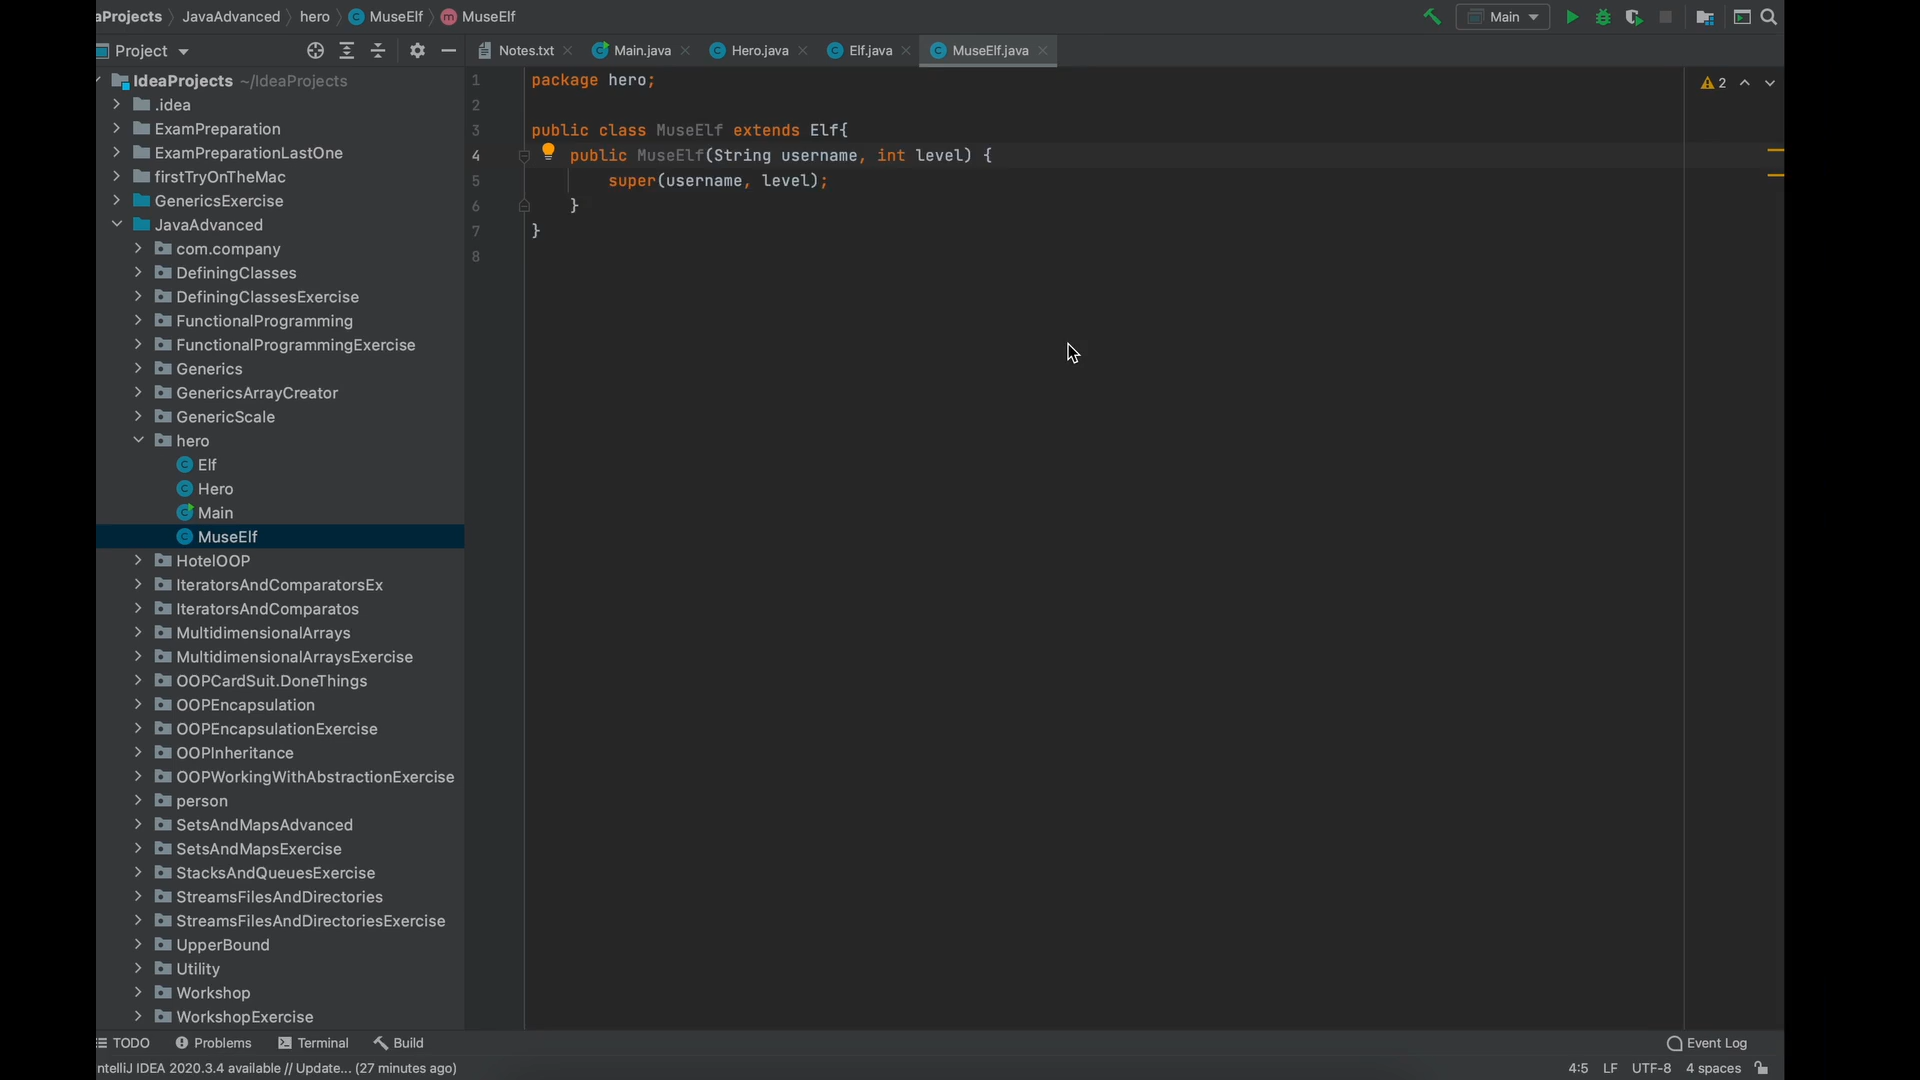 aProjects JavaAdvanced hero MuseElf MuseElf Main
Project Notes.txt Main.java Hero.java Elf.java MuseElf.java
IdeaProjects ~/IdeaProjects
.idea
ExamPreparation
ExamPreparationLastOne
firstTryOnTheMac
GenericsExercise
JavaAdvanced
com.company
DefiningClasses
DefiningClassesExercise
FunctionalProgramming
FunctionalProgrammingExercise
Generics
GenericsArrayCreator
GenericScale
hero
Elf
Hero
Main
MuseElf
HotelOOP
IteratorsAndComparatorsEx
IteratorsAndComparatos
MultidimensionalArrays
MultidimensionalArraysExercise
OOPCardSuit.DoneThings
OOPEncapsulation
OOPEncapsulationExercise
OOPInheritance
OOPWorkingWithAbstractionExercise
person
SetsAndMapsAdvanced
SetsAndMapsExercise
StacksAndQueuesExercise
StreamsFilesAndDirectories
StreamsFilesAndDirectoriesExercise
UpperBound
Utility
Workshop
WorkshopExercise
1 package hero; 2
2
3 public class MuseElf extends Elf{
4 public MuseElf(String username, int level) {
5 super(username, level);
6 }
7 }
8
TODO Problems Terminal Build Event Log
ntelliJ IDEA 2020.3.4 available // Update... (27 minutes ago) 4:5 LF UTF-8 4 spaces